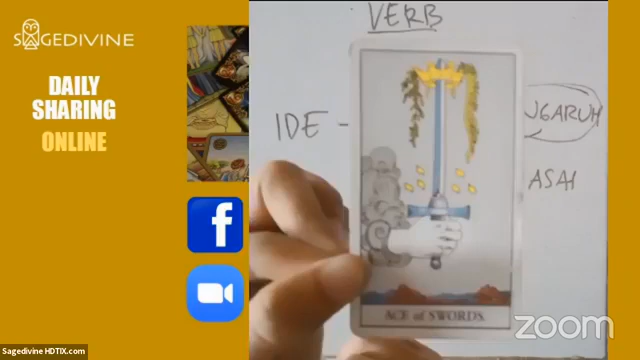 SAGEDIVINE
DAILY
SHARING
ONLINE
VERB
IDE -
ASAH
ACE of SWORDS.
zoom
Sagedivine HDTIX.com